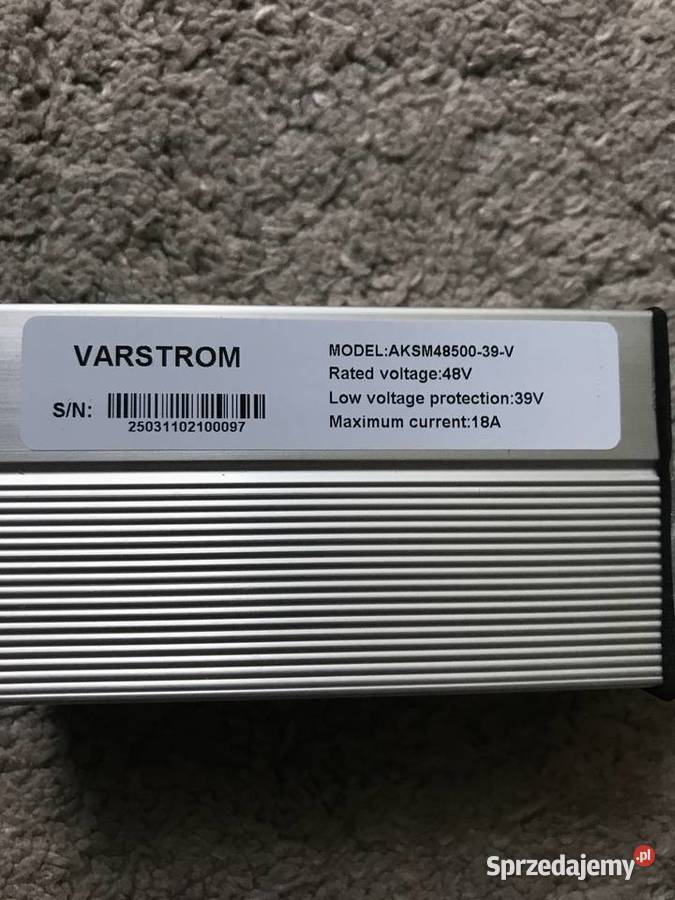 VARSTROM
S/N:
25031102100097
MODEL:AKSM48500-39-V
Rated voltage:48V
Low voltage protection:39V
Maximum current:18A
Sprzedajemy.pl